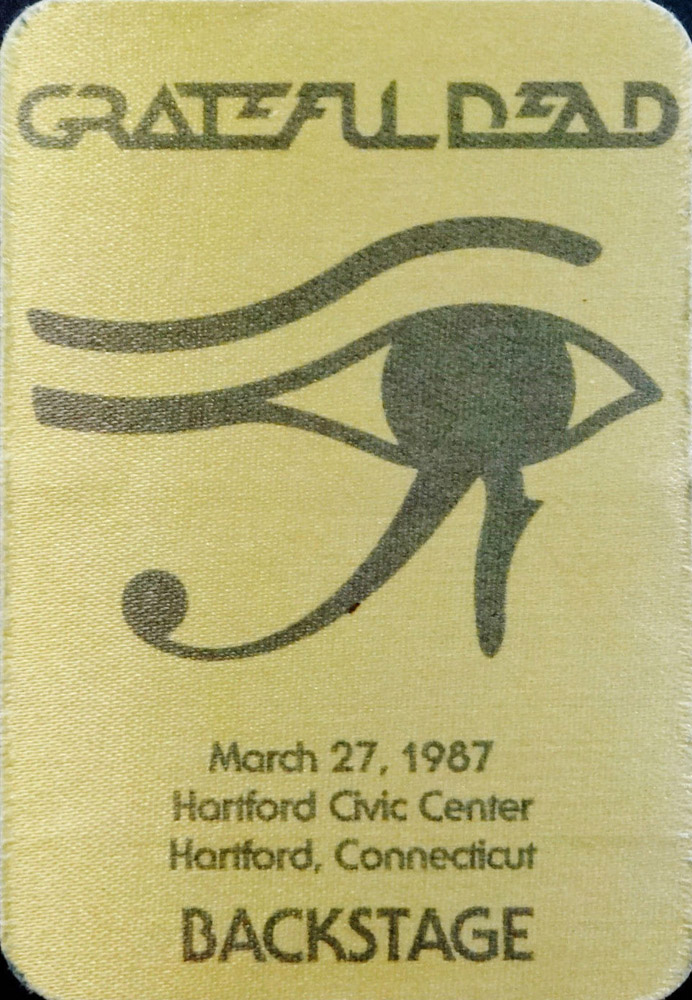 GRATEFUL DEAD
March 27, 1987
Hartford Civic Center
Hartford, Connecticut
BACKSTAGE